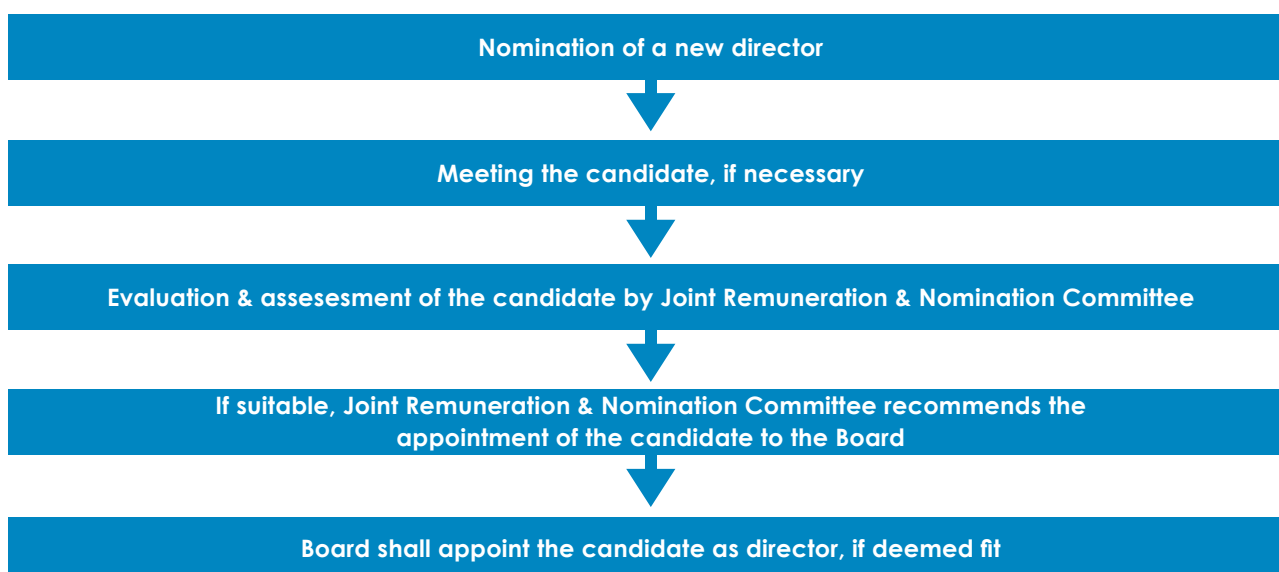 Nomination of a new director
Meeting the candidate, if necessary
Evaluation & assesesment of the candidate by Joint Remuneration & Nomination Committee
If suitable, Joint Remuneration & Nomination Committee recommends the
appointment of the candidate to the Board
Board shall appoint the candidate as director, if deemed fit